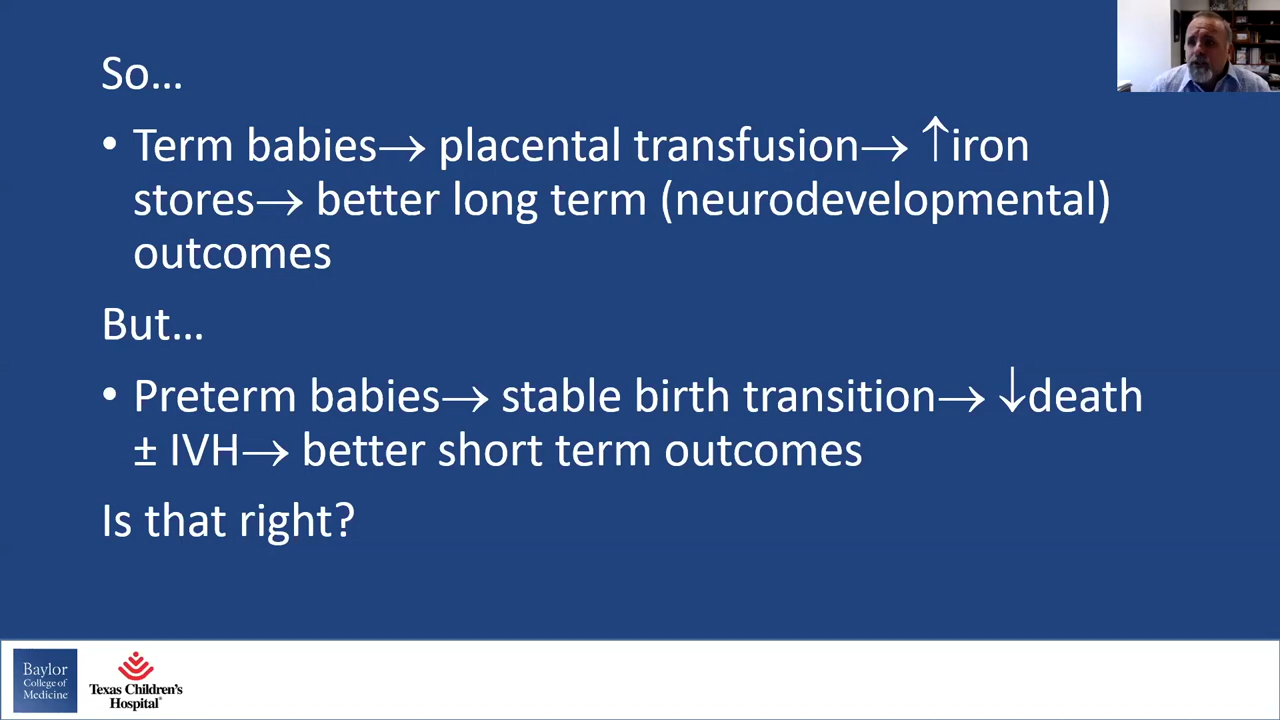 So...
• Term babies→ placental transfusion→ ↑iron
stores→ better long term (neurodevelopmental)
outcomes
But...
• Preterm babies→ stable birth transition→ ↓death
± IVH→ better short term outcomes
Is that right?
Baylor
College of
Medicine
Texas Children's
Hospital®